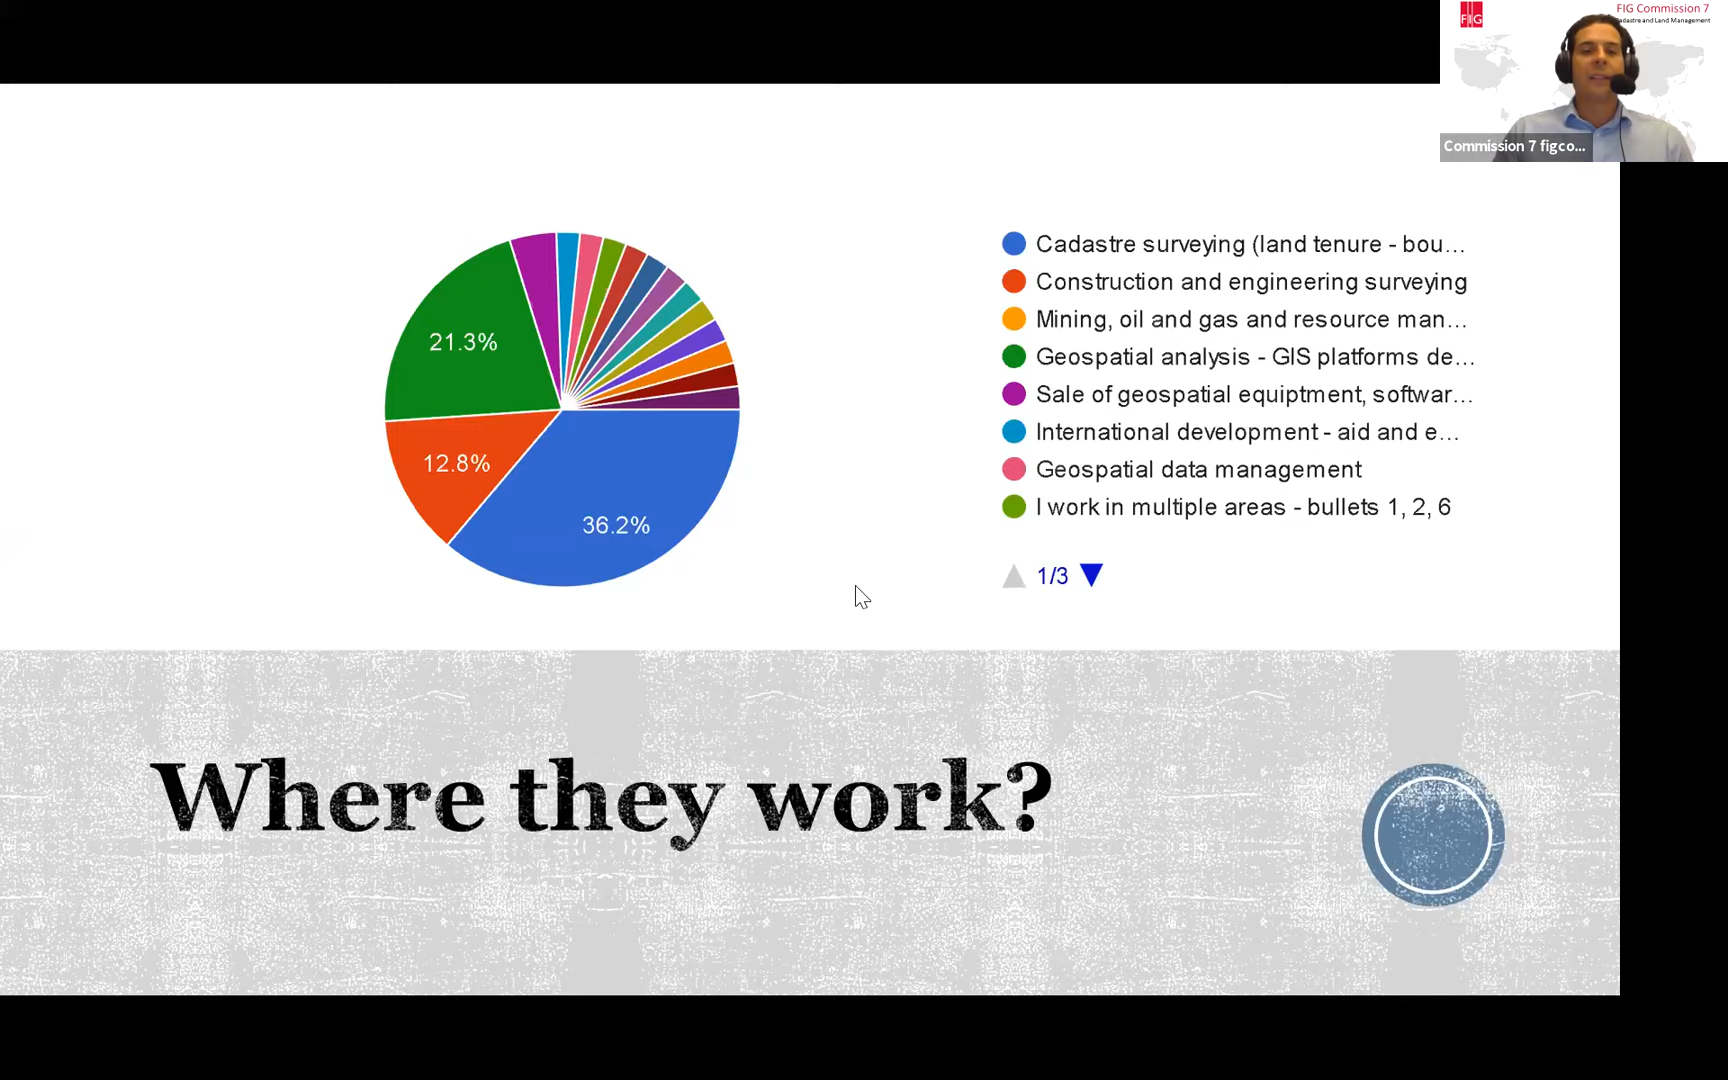 FIG
FIG Commission 7
Cadastre and Land Management
Commission 7 figco...
Cadastre surveying (land tenure - bou...
Construction and engineering surveying
Mining, oil and gas and resource man...
Geospatial analysis - GIS platforms de...
Sale of geospatial equiptment, softwar...
International development - aid and e...
Geospatial data management
I work in multiple areas - bullets 1, 2, 6
1/3
21.3%
12.8%
36.2%
Where they work?